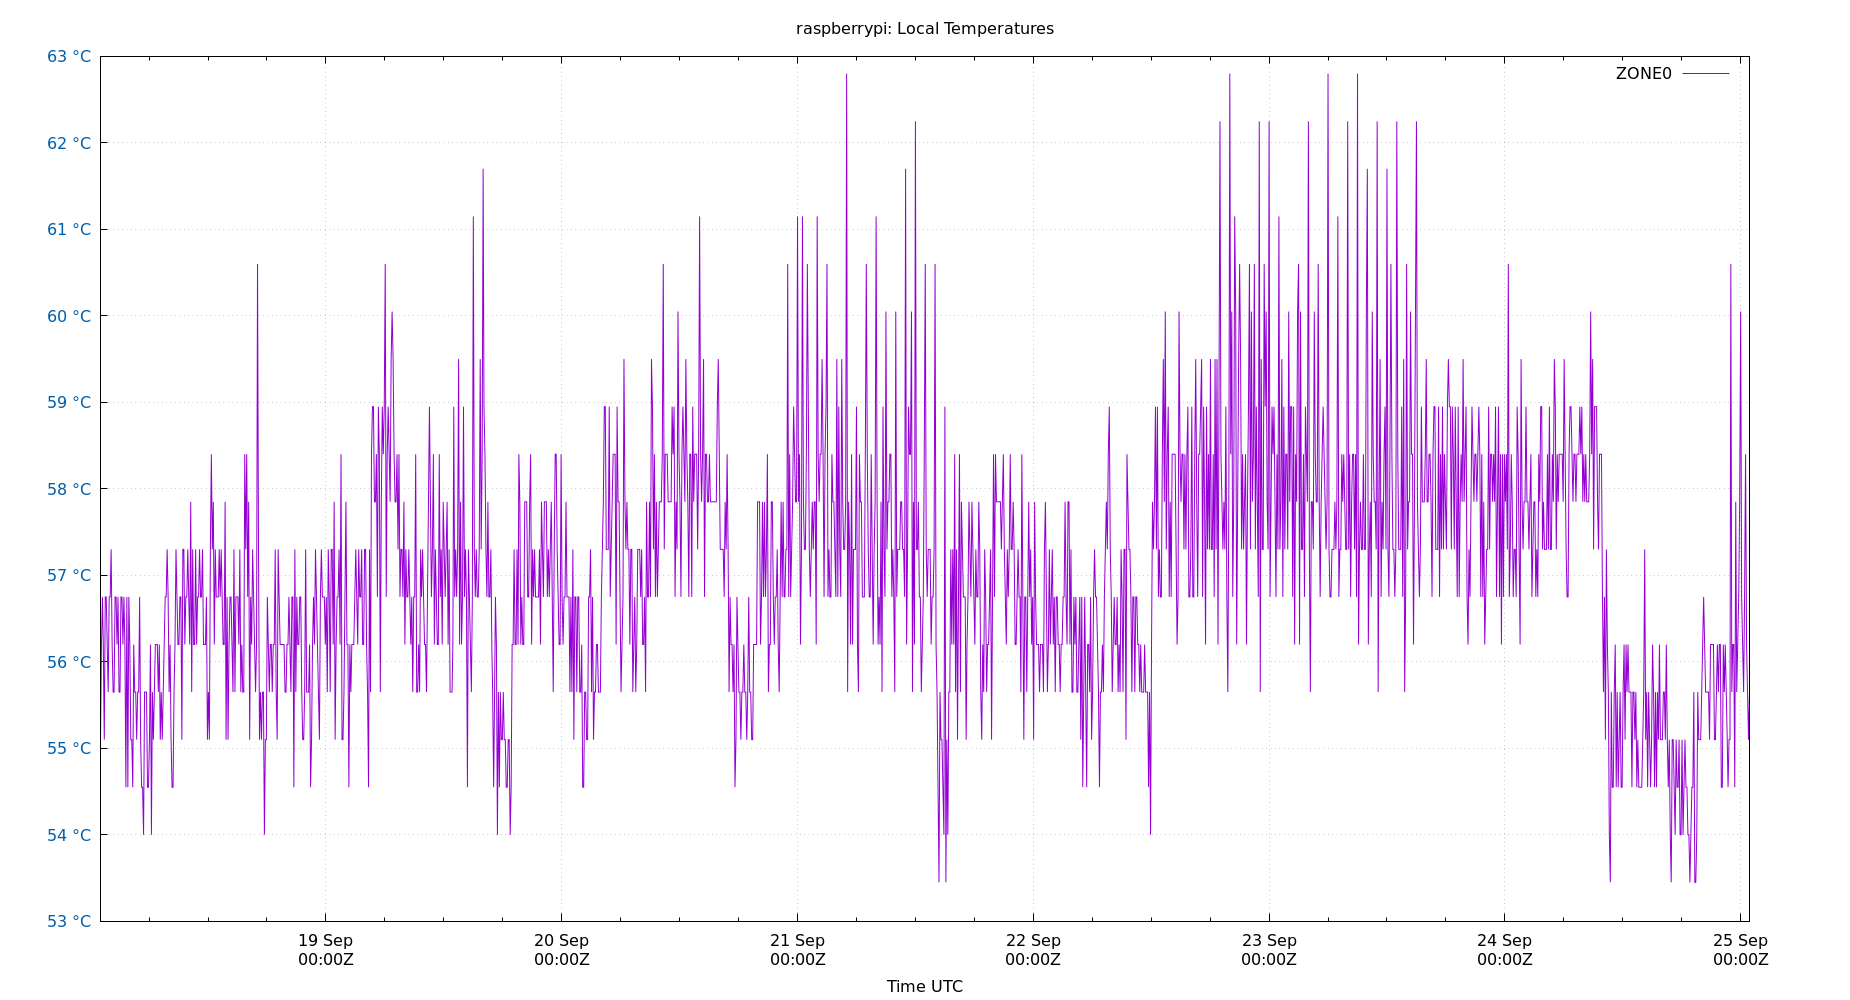 raspberrypi: Local Temperatures
63 °C
ZONE0
62 °C
61 °C
60 °C
59 °C
58 °C
57 °C
56 °C
55 °C
54 °C
53 °C
19 Sep 20 Sep 21 Sep 22 Sep 23 Sep 24 Sep 25 Sep
00:00Z 00:00Z 00:00Z 00:00Z 00:00Z 00:00Z 00:00Z
Time UTC